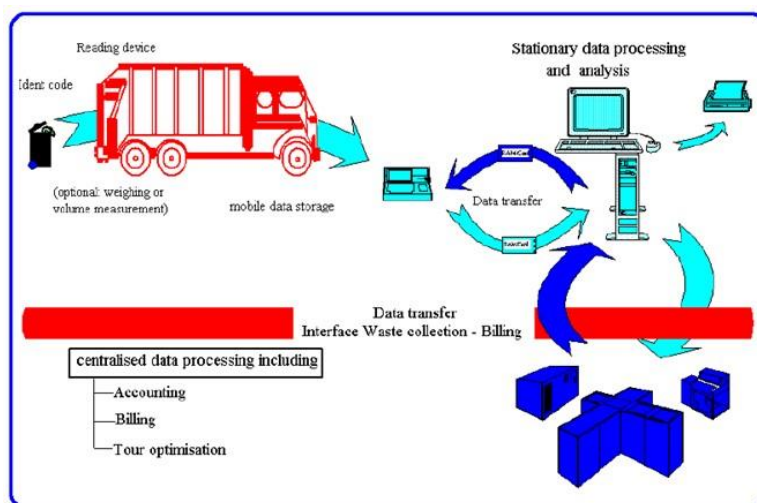 Reading device
Ident code
(optional: weighing or
volume measurement)
mobile data storage
Stationary data processing
and analysis
Data transfer
Data transfer
Interface Waste collection - Billing
centralised data processing including
Accounting
Billing
Tour optimisation